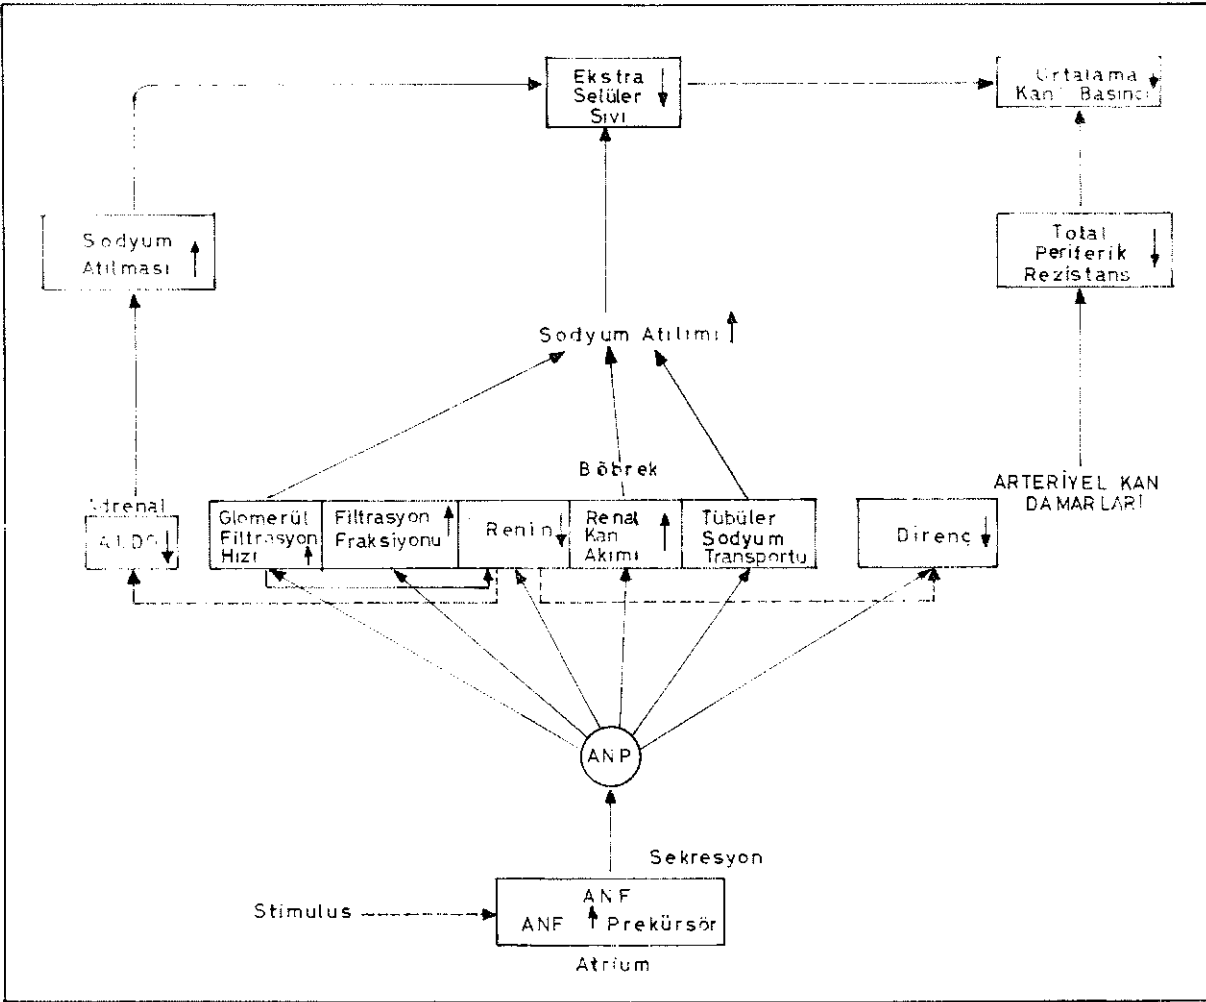 Ekstra
Selüler
Sıvı
Ortalama
Kan Basıncı
Sodyum
Atılması
Total
Periferik
Rezistans
Sodyum Atılımı
Böbrek
ARTERİYEL KAN
DAMARLARİ
Adrenal
ALDO
Glomerül
Filtrasyon
Hızı
Filtrasyon
Fraksiyonu
Renin
Renal
Kan
Akımı
Tübüler
Sodyum
Transportu
Direnç
ANP
Sekresyon
Stimulus
ANF
ANF Prekürsör
Atrium